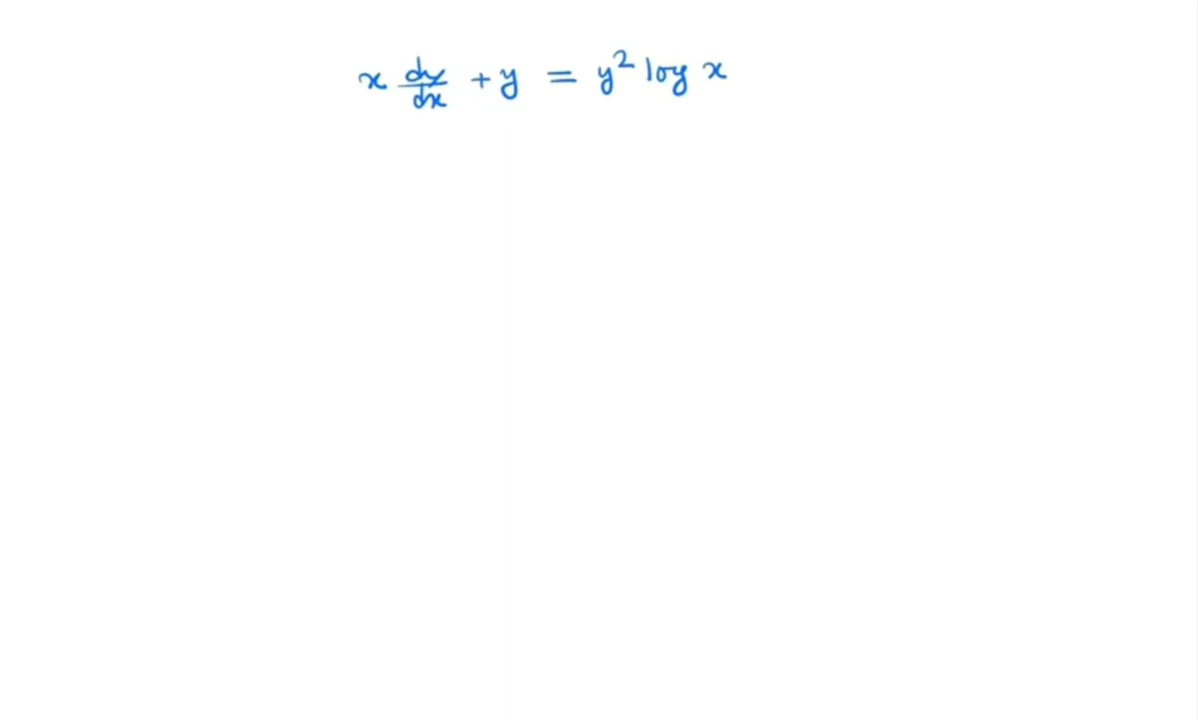 x dy/dx + y = y² log x